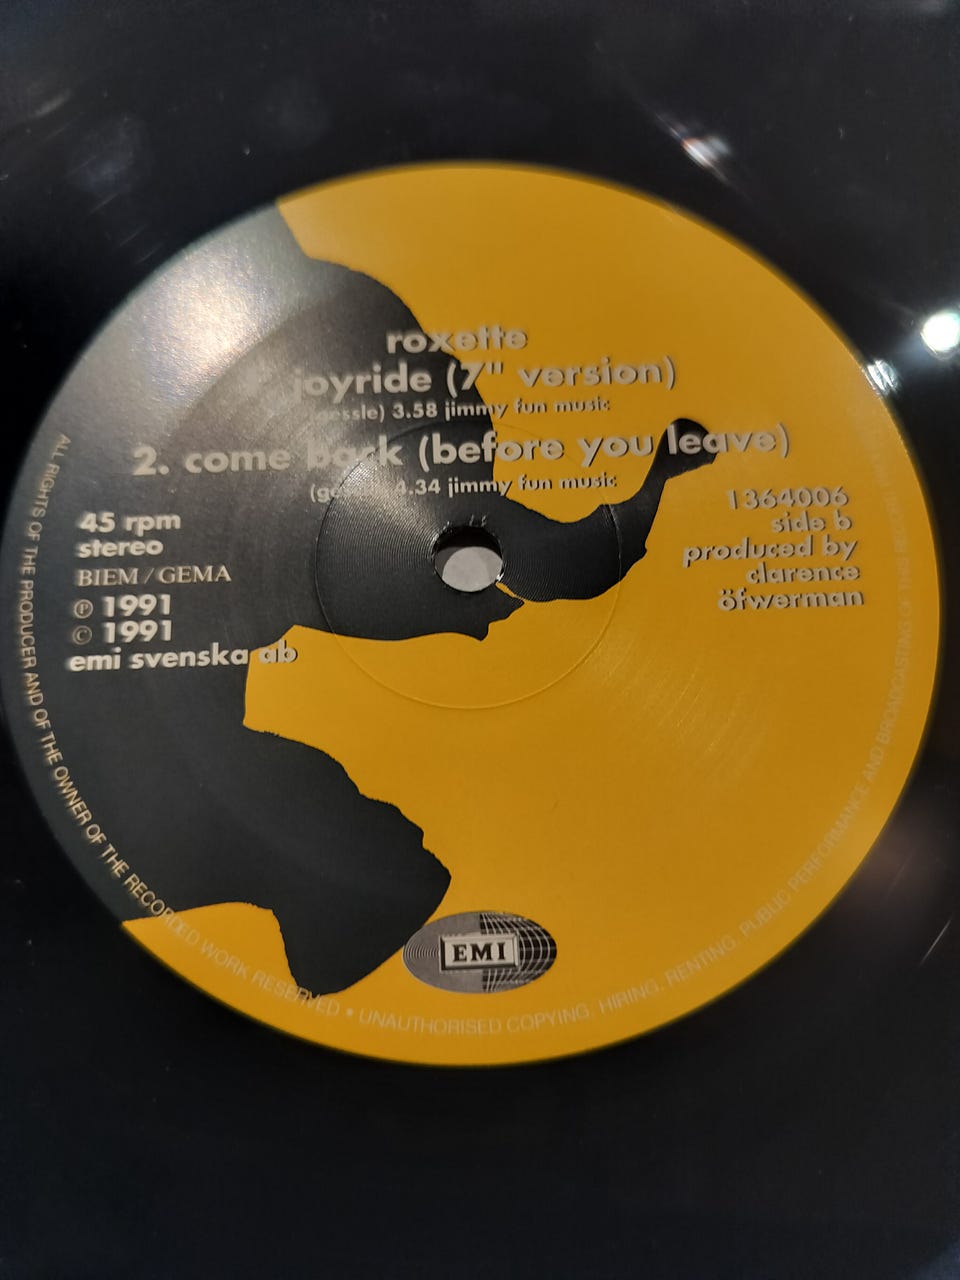 roxette
joyride (7" version)
3.58 jimmy fun music
2. come back (before you leave)
4.34 jimmy fun music
45 rpm
stereo
BIEM / GEMA
℗ 1991
© 1991
emi svenska ab
1364006
side b
produced by
clarence
öfwerman
EMI
ALL RIGHTS OF THE PRODUCER AND OF THE OWNER OF THE RECORDED WORK RESERVED • UNAUTHORISED COPYING, HIRING, RENTING, PUBLIC PERFORMANCE AND BROADCASTING OF THIS RECORD